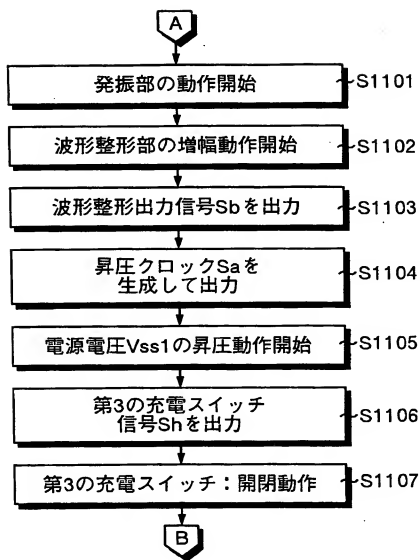 A
発振部の動作開始
S1101
波形整形部の増幅動作開始
S1102
波形整形出力信号Sbを出力
S1103
昇圧クロックSaを
生成して出力
S1104
電源電圧Vss1の昇圧動作開始
S1105
第3の充電スイッチ
信号Shを出力
S1106
第3の充電スイッチ：開閉動作
S1107
B